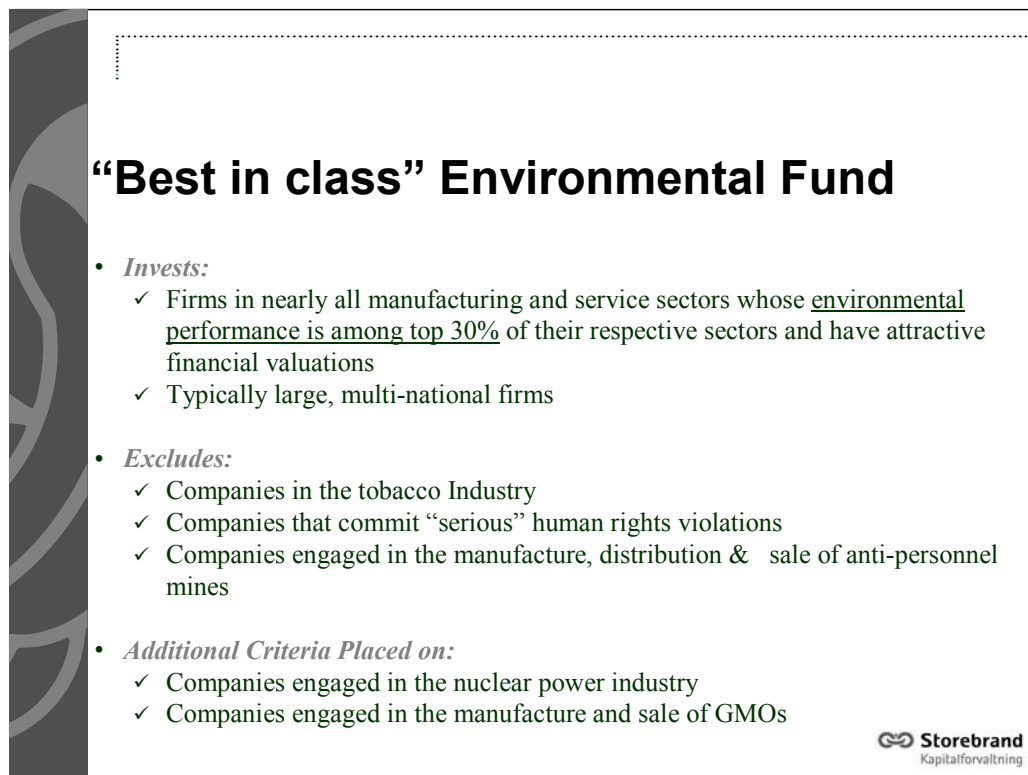 “Best in class” Environmental Fund
• Invests:
✓ Firms in nearly all manufacturing and service sectors whose environmental
performance is among top 30% of their respective sectors and have attractive
financial valuations
✓ Typically large, multi-national firms
• Excludes:
✓ Companies in the tobacco Industry
✓ Companies that commit “serious” human rights violations
✓ Companies engaged in the manufacture, distribution & sale of anti-personnel
mines
• Additional Criteria Placed on:
✓ Companies engaged in the nuclear power industry
✓ Companies engaged in the manufacture and sale of GMOs
Storebrand
Kapitalforvaltning